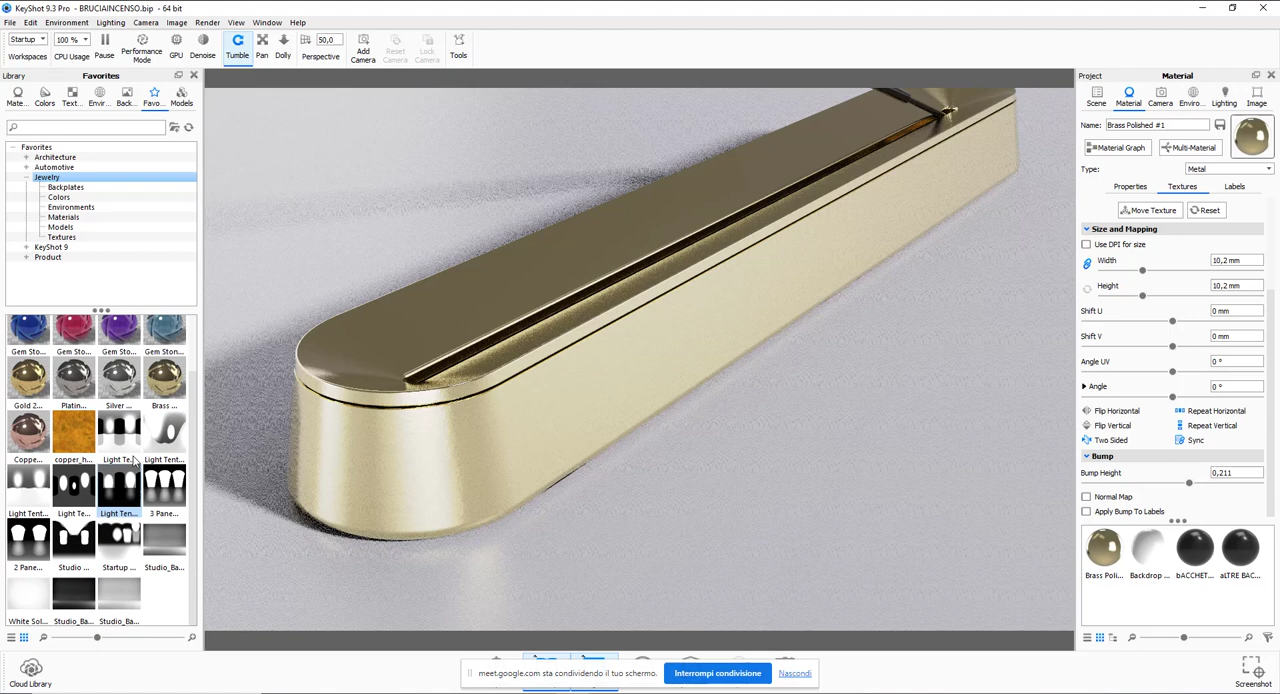 KeyShot 9.3 Pro - BRUCIAINCENSO.bip - 64 bit
File Edit Environment Lighting Camera Image Render View Window Help
Startup 100 % 50,0
Workspaces CPU Usage Pause Performance Mode GPU Denoise Tumble Pan Dolly Perspective Add Camera Reset Camera Lock Camera Tools
Library Favorites
Mate... Colors Text... Envir... Back... Favo... Models
Favorites
Architecture
Automotive
Jewelry
Backplates
Colors
Environments
Materials
Models
Textures
KeyShot 9
Product
Gem Sto... Gem Sto... Gem Sto... Gem Ston...
Gold 2... Platin... Silver ... Brass ...
Coppe... copper_h... Light Te... Light Tent...
Light Tent... Light Te... Light Ten... 3 Pane...
2 Pane... Studio ... Startup ... Studio_Ba...
White Sol... Studio_Ba... Studio_Ba...
Cloud Library
Project Material
Scene Material Camera Enviro... Lighting Image
Name: Brass Polished #1
Material Graph Multi-Material
Type: Metal
Properties Textures Labels
Move Texture Reset
Size and Mapping
Use DPI for size
Width 10,2 mm
Height 10,2 mm
Shift U 0 mm
Shift V 0 mm
Angle UV 0 °
Angle 0 °
Flip Horizontal Repeat Horizontal
Flip Vertical Repeat Vertical
Two Sided Sync
Bump
Bump Height 0,211
Normal Map
Apply Bump To Labels
Brass Poli... Backdrop ... bACCHET... aLTRE BAC...
meet.google.com sta condividendo il tuo schermo. Interrompi condivisione Nascondi
Screenshot